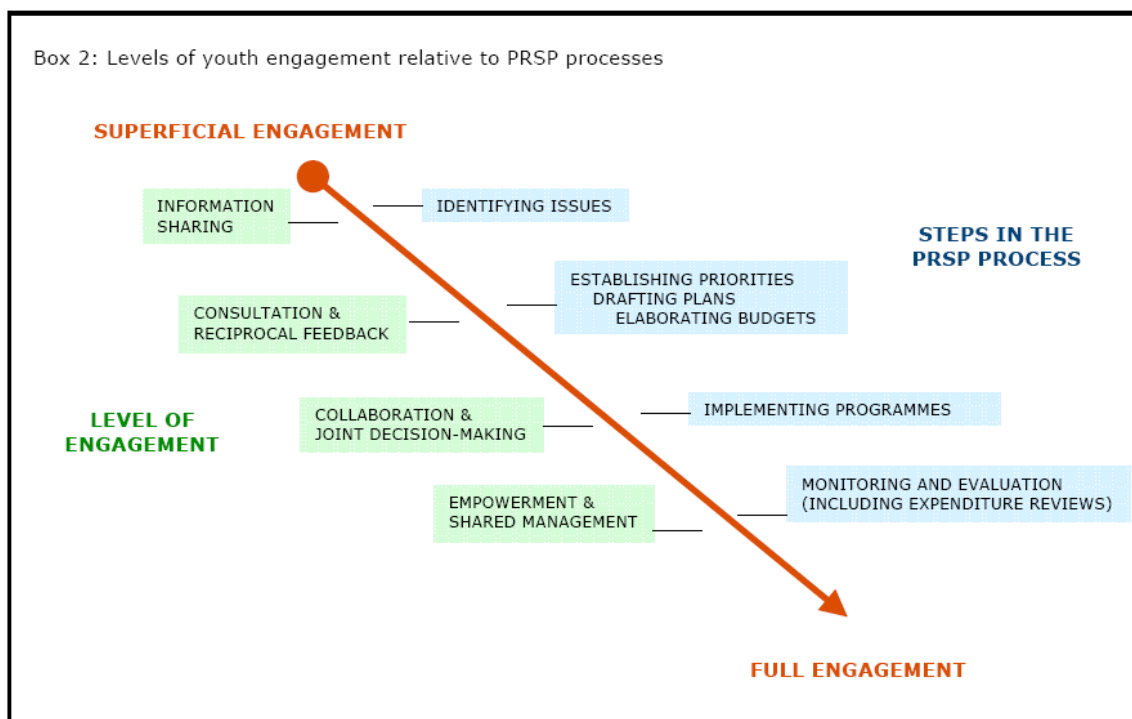 Box 2: Levels of youth engagement relative to PRSP processes
SUPERFICIAL ENGAGEMENT
INFORMATION
SHARING
IDENTIFYING ISSUES
STEPS IN THE
PRSP PROCESS
ESTABLISHING PRIORITIES
DRAFTING PLANS
ELABORATING BUDGETS
CONSULTATION &
RECIPROCAL FEEDBACK
LEVEL OF
ENGAGEMENT
COLLABORATION &
JOINT DECISION-MAKING
IMPLEMENTING PROGRAMMES
MONITORING AND EVALUATION
(INCLUDING EXPENDITURE REVIEWS)
EMPOWERMENT &
SHARED MANAGEMENT
FULL ENGAGEMENT